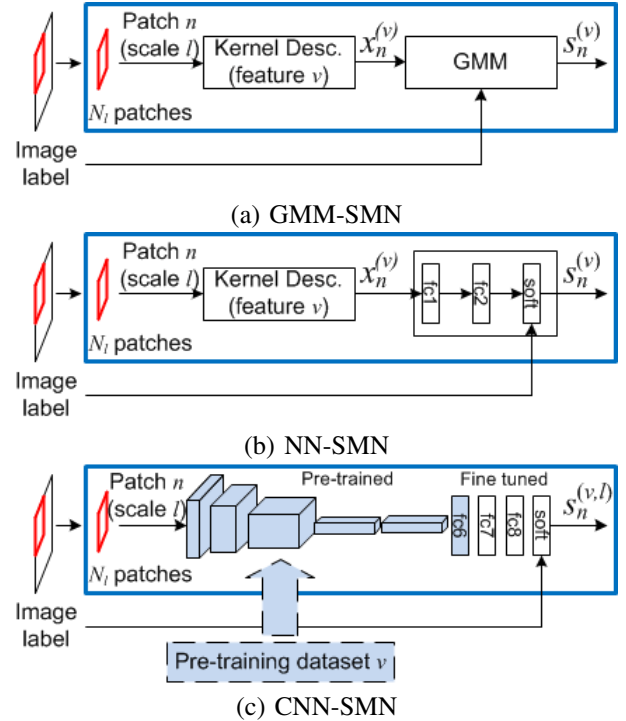 Patch n
(scale l)
Kernel Desc.
(feature v)
x_n^{(v)}
GMM
s_n^{(v)}
N_l patches
Image
label
(a) GMM-SMN
Patch n
(scale l)
Kernel Desc.
(feature v)
x_n^{(v)}
fc1
fc2
soft
s_n^{(v)}
N_l patches
Image
label
(b) NN-SMN
Patch n
(scale l)
Pre-trained
Fine tuned
fc6
fc7
fc8
soft
s_n^{(v,l)}
N_l patches
Image
label
Pre-training dataset v
(c) CNN-SMN